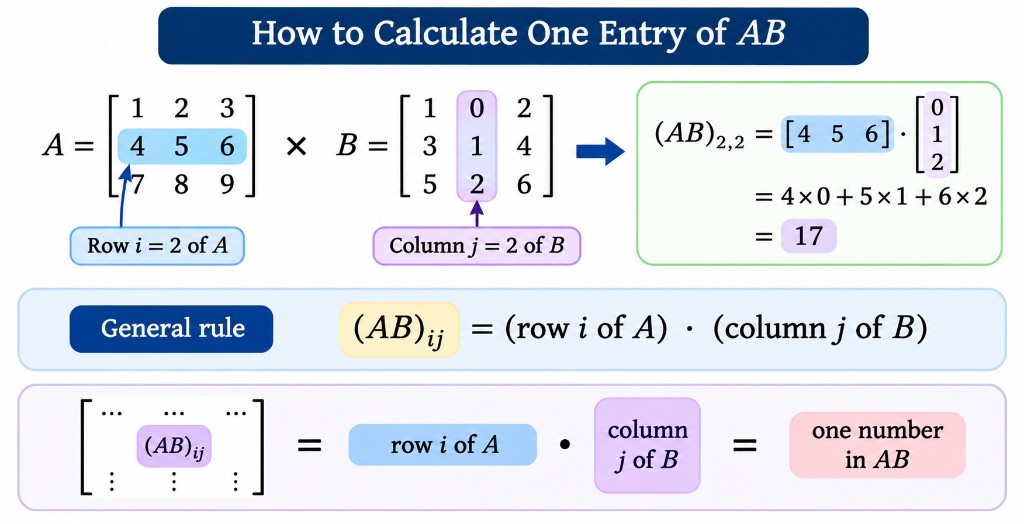 How to Calculate One Entry of AB
A = [1 2 3
4 5 6
7 8 9]
×
B = [1 0 2
3 1 4
5 2 6]
Row i = 2 of A
Column j = 2 of B
(AB)₂,₂ = [4 5 6] · [0
1
2]
= 4×0+5×1+6×2
= 17
General rule
(AB)ᵢⱼ = (row i of A) · (column j of B)
... ... ...
(AB)ᵢⱼ
⋮ ⋮ ⋮
=
row i of A
•
column
j of B
=
one number
in AB